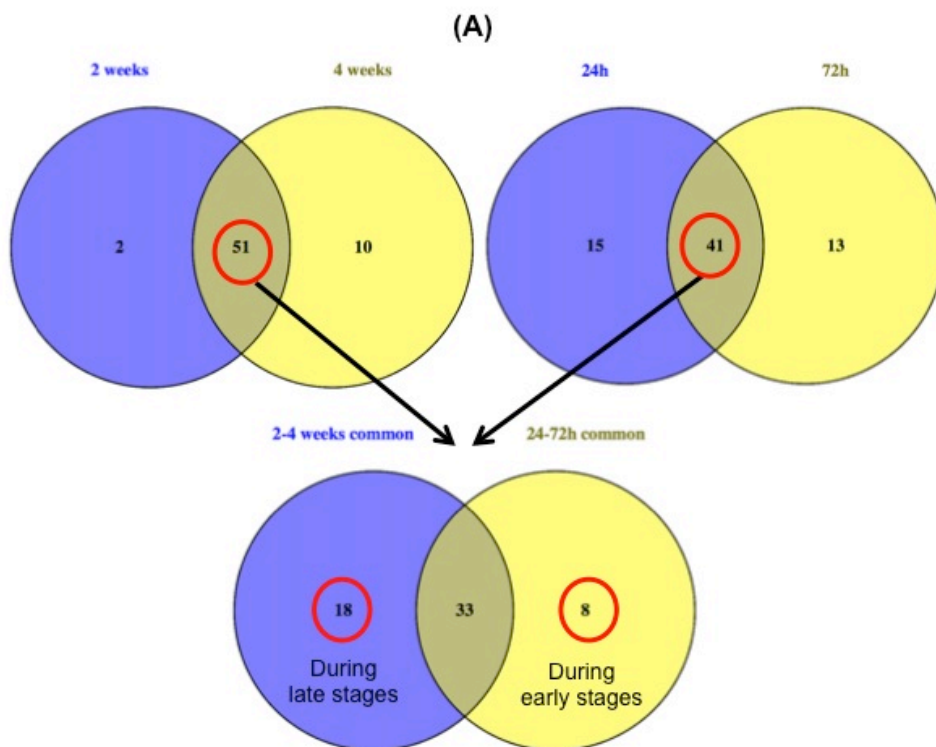 (A)
2 weeks 4 weeks 24h 72h
2 51 10 15 41 13
2-4 weeks common 24-72h common
18 33 8
During During
late stages early stages